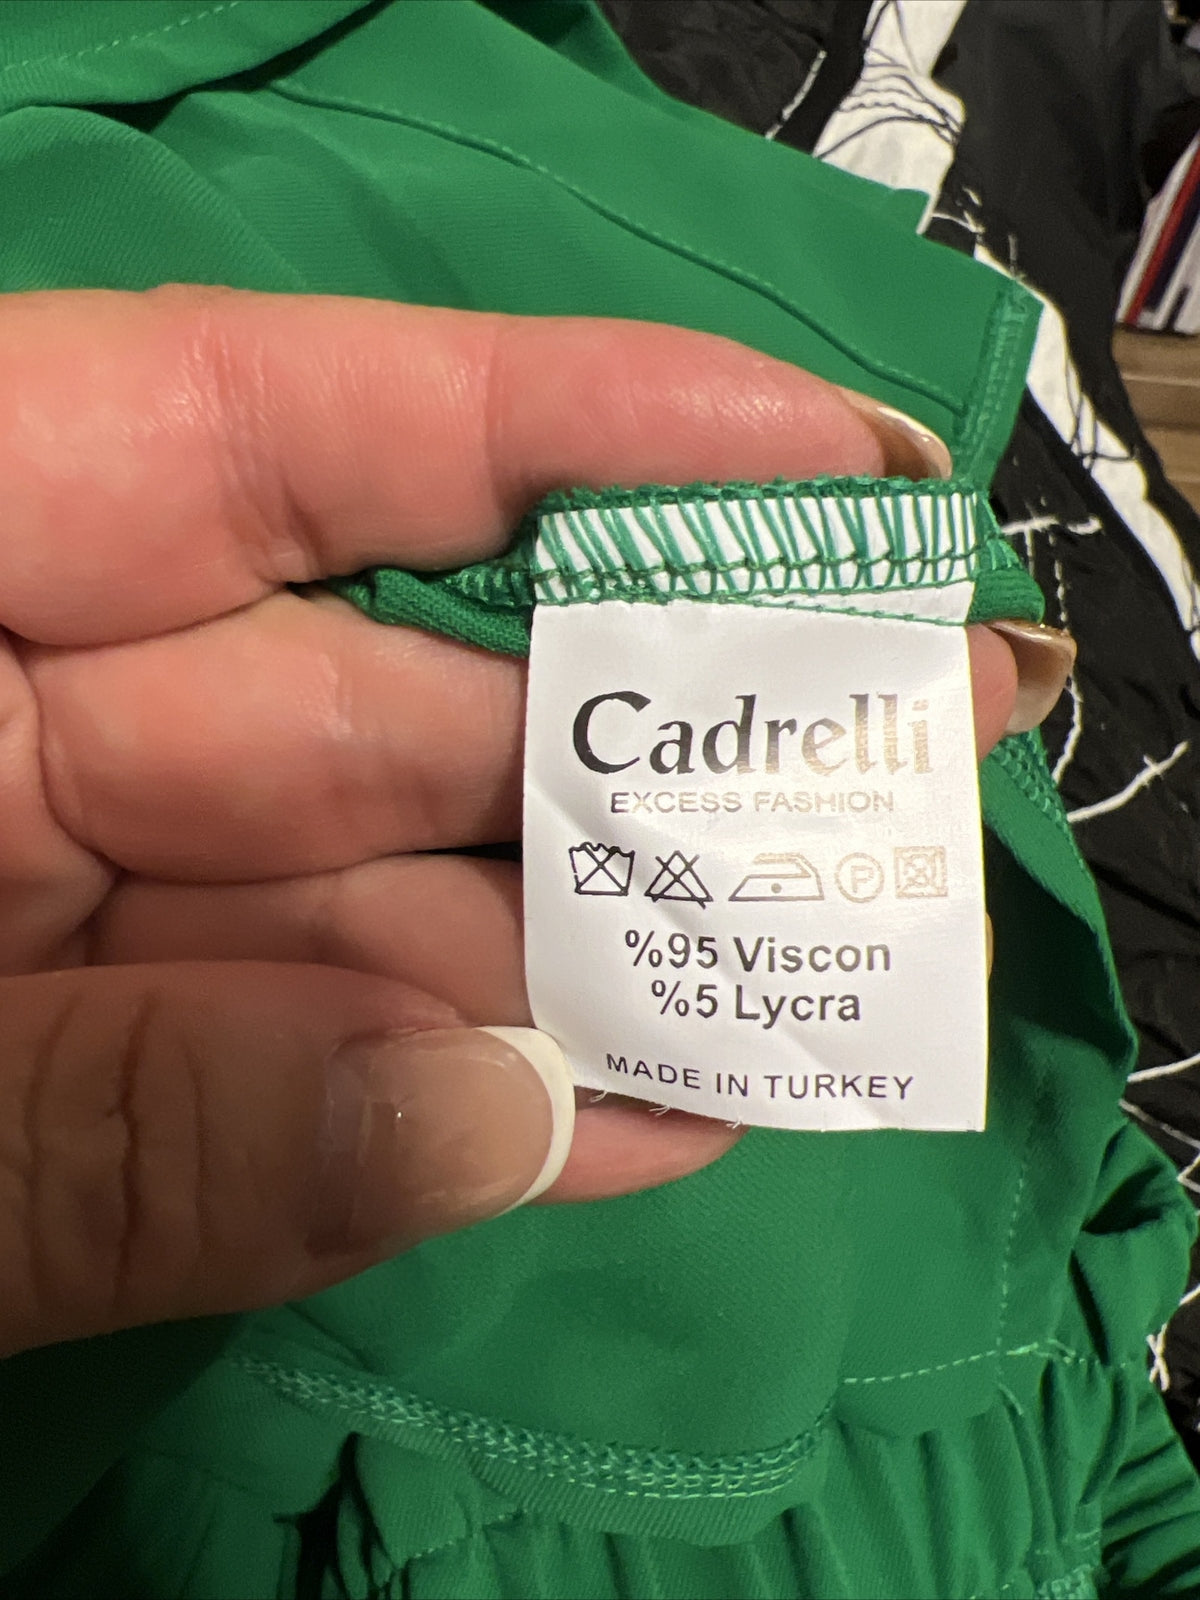 Cadrelli
EXCESS FASHION
P
%95 Viscon
%5 Lycra
MADE IN TURKEY